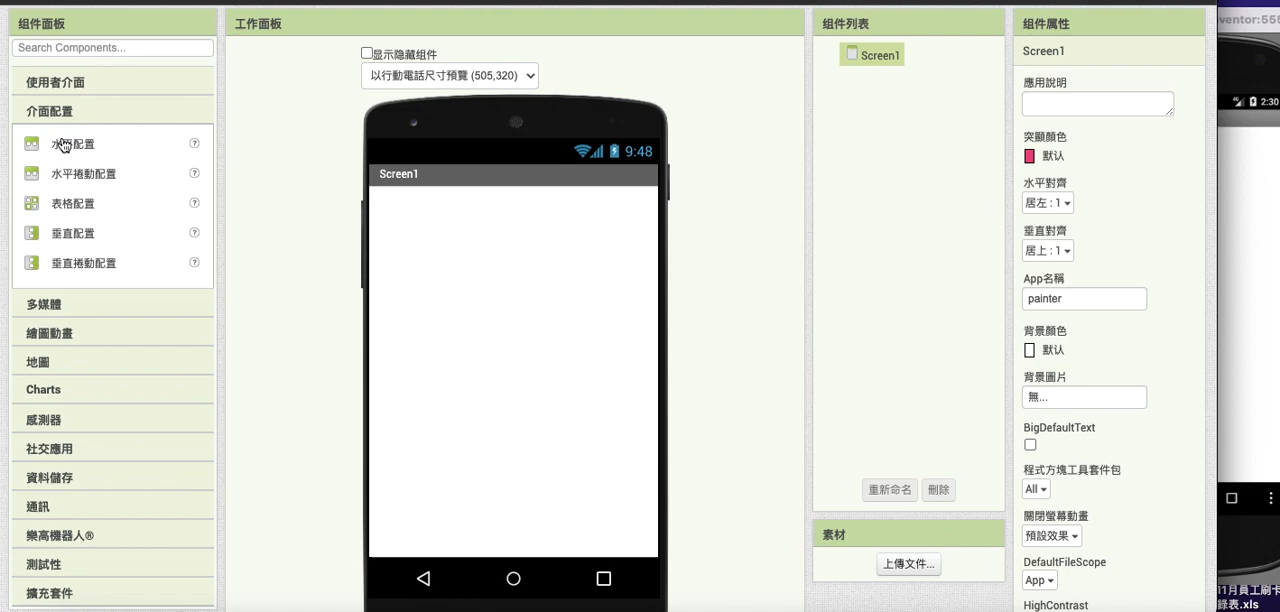 组件面板
Search Components...
使用者介面
介面配置
水平配置
?
水平捲動配置
?
表格配置
?
垂直配置
?
垂直捲動配置
?
多媒體
繪圖動畫
地圖
Charts
感測器
社交應用
資料儲存
通訊
樂高機器人®
測試性
擴充套件
工作面板
显示隐藏组件
以行動電話尺寸預覽 (505,320)
9:48
Screen1
组件列表
Screen1
重新命名
刪除
素材
上傳文件...
组件属性
Screen1
應用說明
突顯顏色
默认
水平對齊
居左 : 1
垂直對齊
居上 : 1
App名稱
painter
背景顏色
默认
背景圖片
無...
BigDefaultText
程式方塊工具套件包
All
關閉螢幕動畫
預設效果
DefaultFileScope
App
HighContrast
ventor:555
2:30
11月員工刷卡
錄表.xls